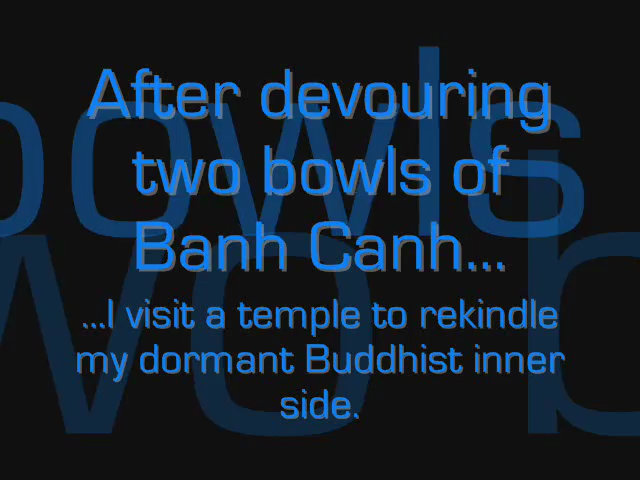 After devouring
two bowls of
Banh Canh...
...I visit a temple to rekindle
my dormant Buddhist inner
side.